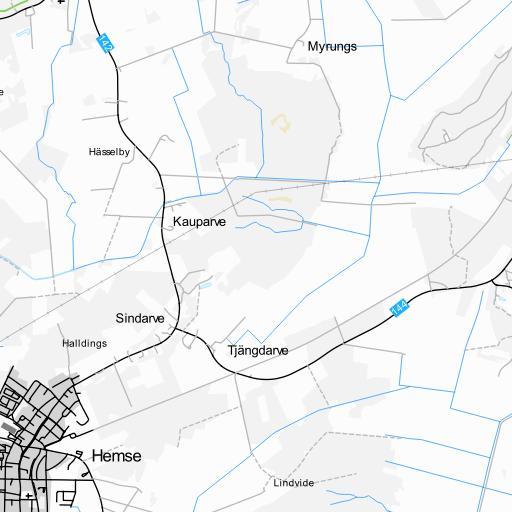 142
Myrungs
e
Hässelby
Kauparve
144
Sindarve
Halldings
Tjängdarve
Hemse
Lindvide